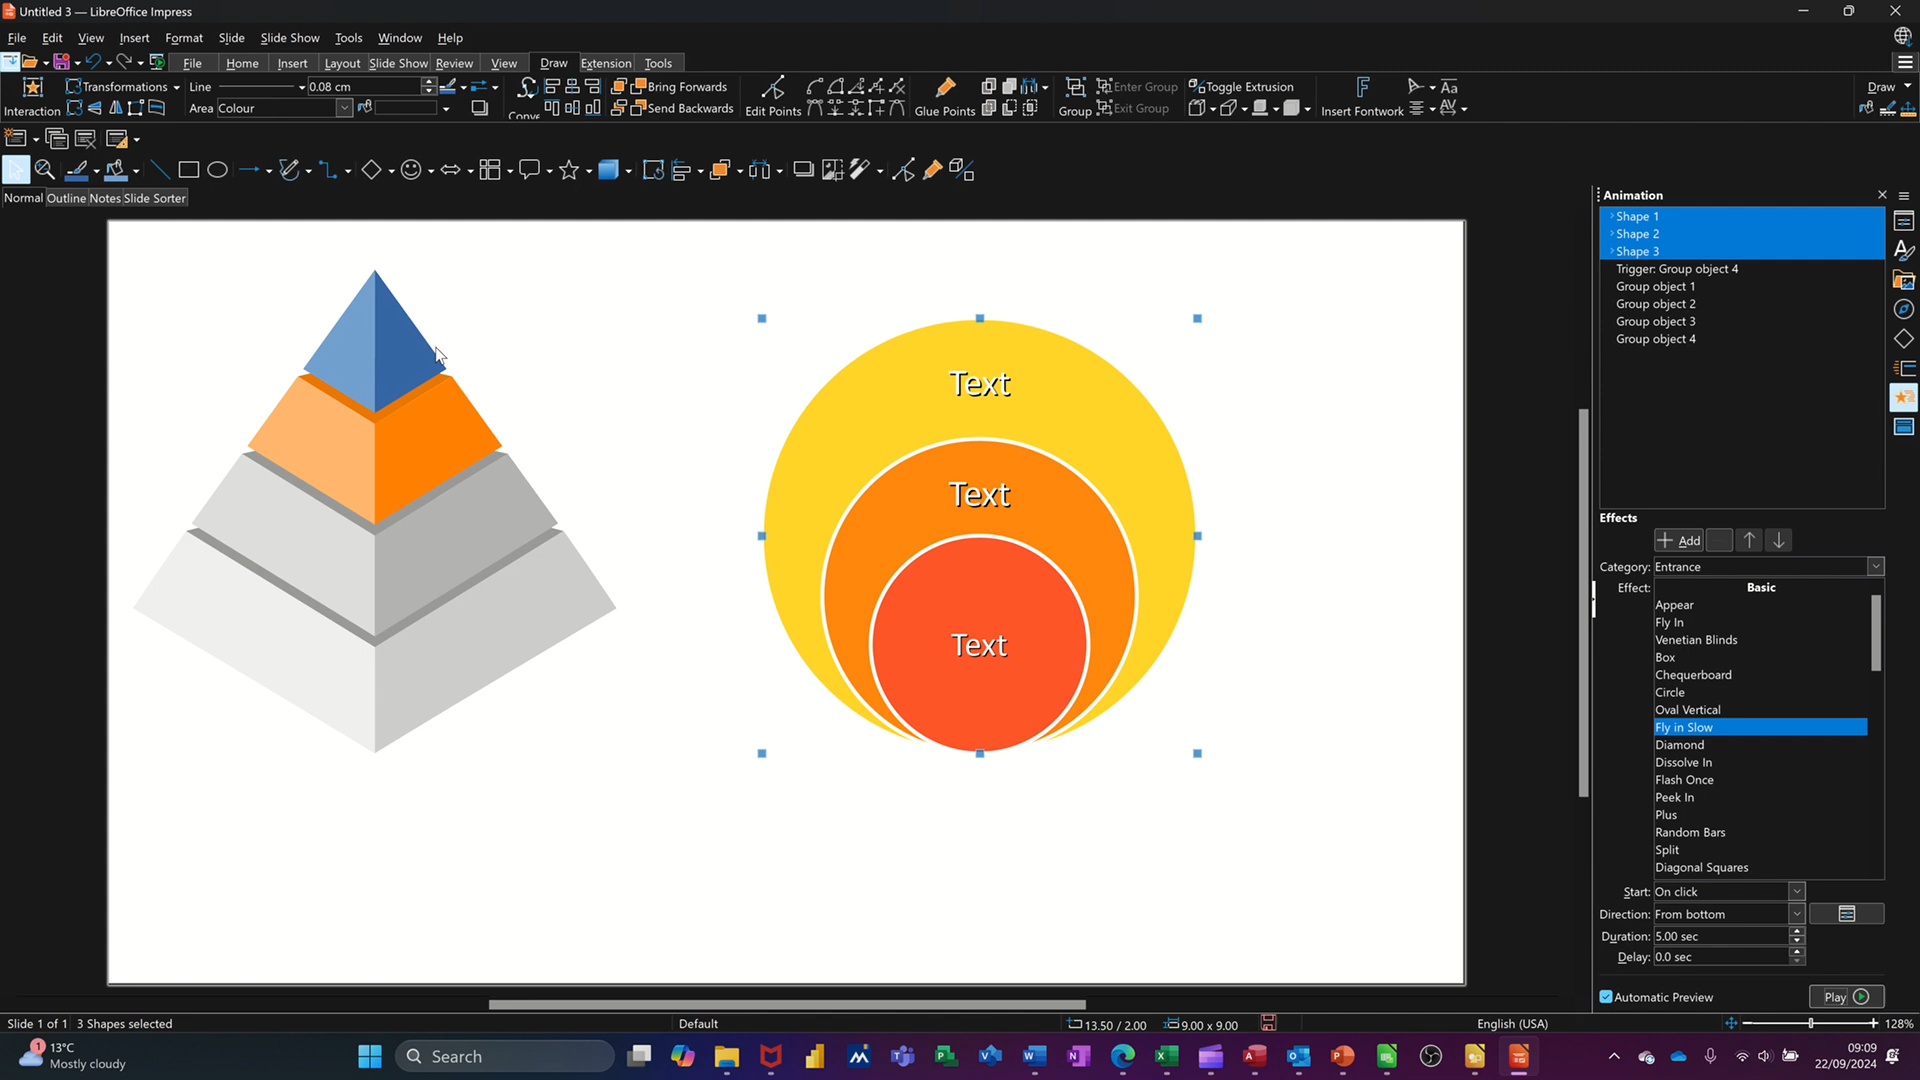 Untitled 3 — LibreOffice Impress
File Edit View Insert Format Slide Slide Show Tools Window Help
File Home Insert Layout Slide Show Review View Draw Extension Tools
Transformations Line 0.08 cm Bring Forwards Enter Group Toggle Extrusion Draw
Interaction Area Colour Send Backwards Edit Points Glue Points Group Exit Group Insert Fontwork
Normal Outline Notes Slide Sorter
Animation
Shape 1
Shape 2
Shape 3
Trigger: Group object 4
Group object 1
Group object 2
Group object 3
Group object 4
Text
Text
Text
Effects
Add
Category: Entrance
Effect: Basic
Appear
Fly In
Venetian Blinds
Box
Chequerboard
Circle
Oval Vertical
Fly in Slow
Diamond
Dissolve In
Flash Once
Peek In
Plus
Random Bars
Split
Diagonal Squares
Start: On click
Direction: From bottom
Duration: 5.00 sec
Delay: 0.0 sec
Automatic Preview Play
Slide 1 of 1 3 Shapes selected Default 13.50 / 2.00 9.00 x 9.00 English (USA) 128%
1 13°C
Mostly cloudy
Search
09:09
22/09/2024